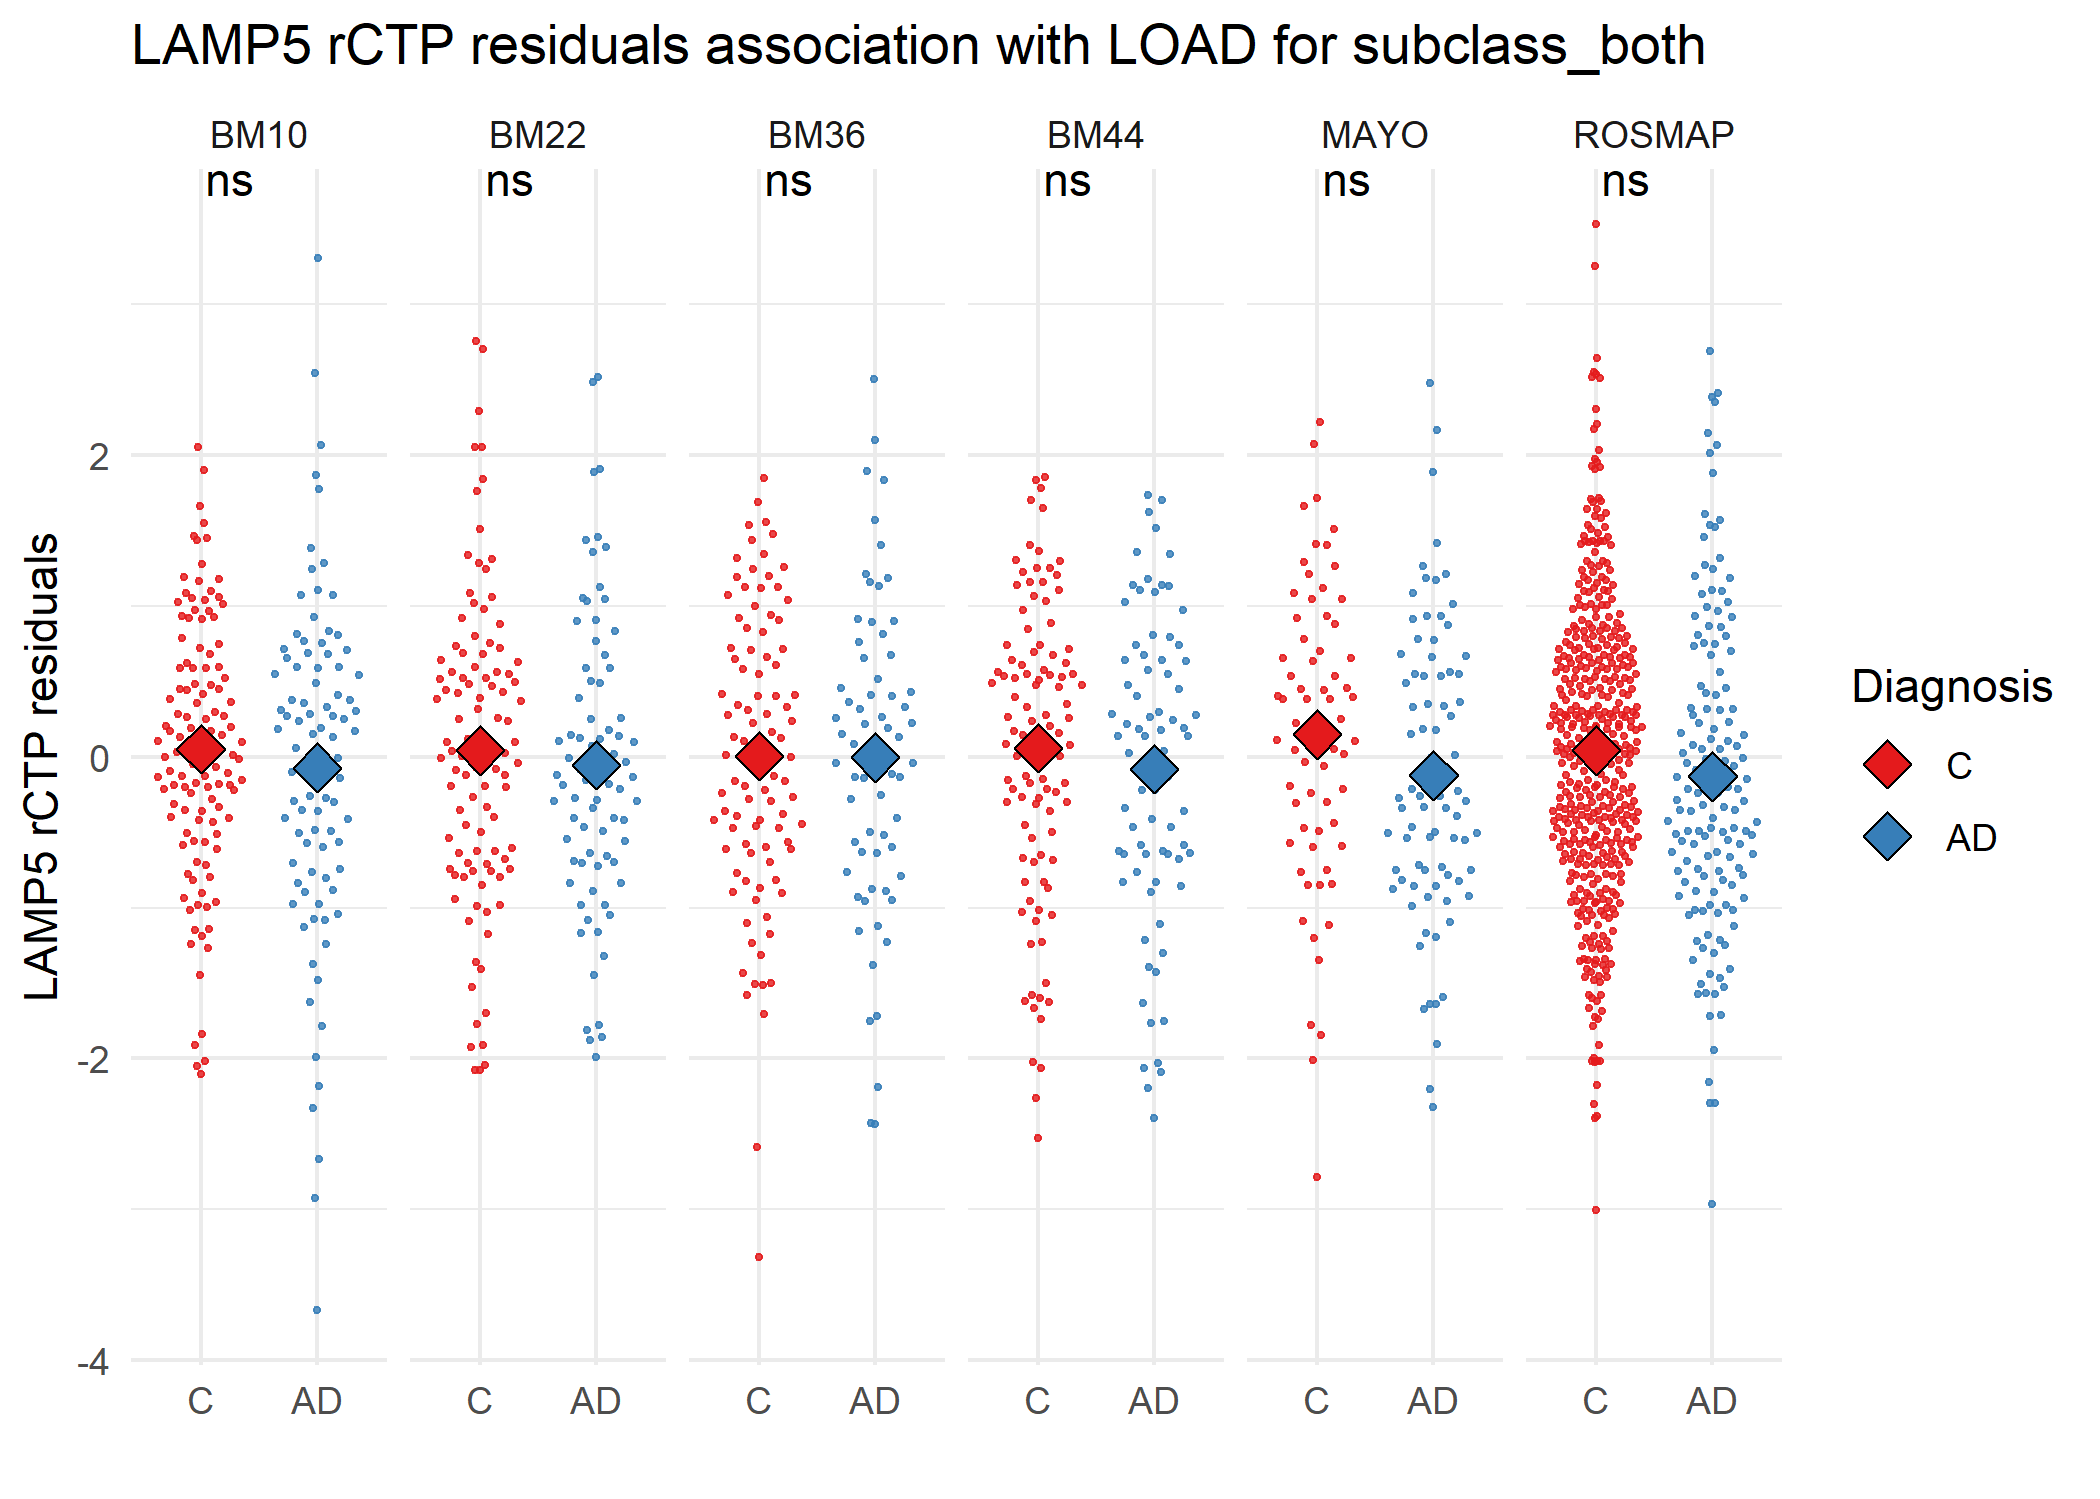 LAMP5 rCTP residuals association with LOAD for subclass_both
BM10 BM22 BM36 BM44 MAYO ROSMAP
ns ns ns ns ns ns
LAMP5 rCTP residuals
2
0
-2
-4
C AD C AD C AD C AD C AD C AD
Diagnosis
C
AD